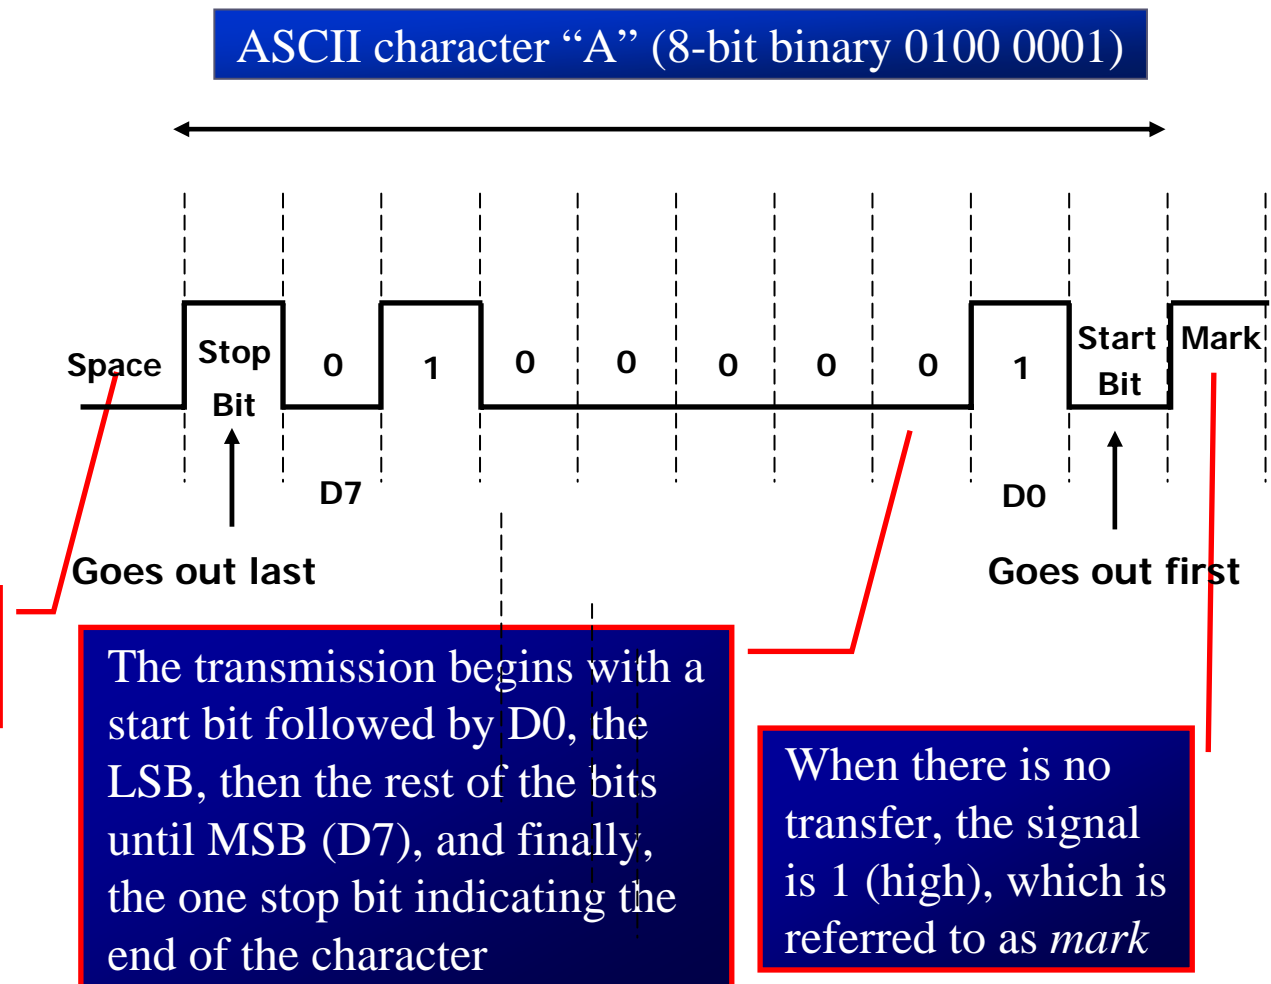 ASCII character “A” (8-bit binary 0100 0001)
Space Stop Bit 0 1 0 0 0 0 0 1 Start Bit Mark
D7 D0
Goes out last Goes out first
The transmission begins with a
start bit followed by D0, the
LSB, then the rest of the bits
until MSB (D7), and finally,
the one stop bit indicating the
end of the character
When there is no
transfer, the signal
is 1 (high), which is
referred to as mark